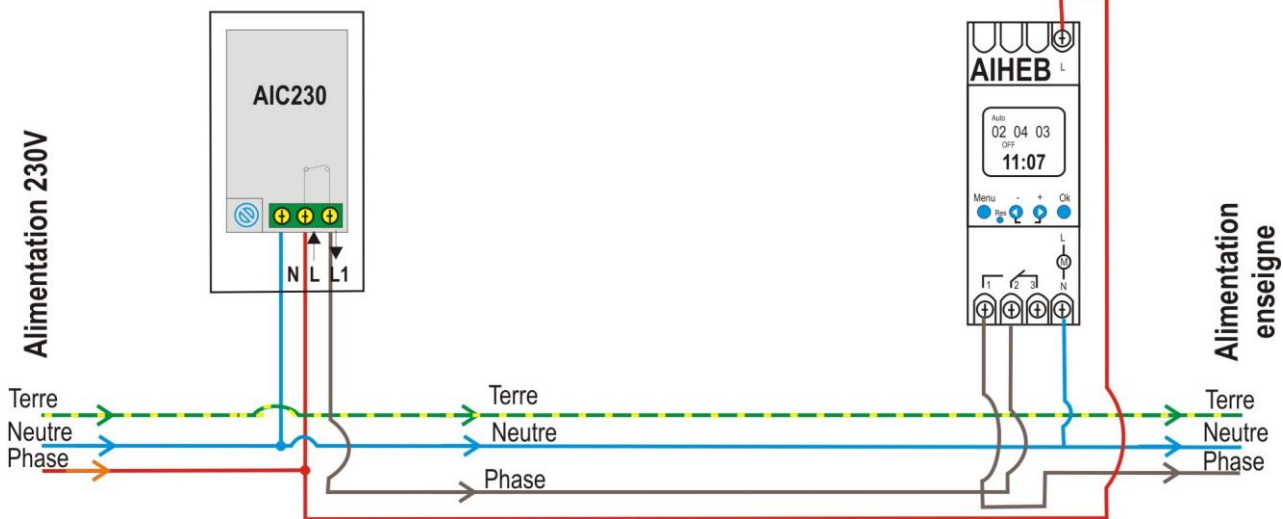 Alimentation 230V
AIC230
N L L1
AIHEB
L
Auto
02 04 03
OFF
11:07
Menu - + Ok
Res
L
M
1 2 3 N
Alimentation
enseigne
Terre Terre Terre
Neutre Neutre Neutre
Phase Phase Phase